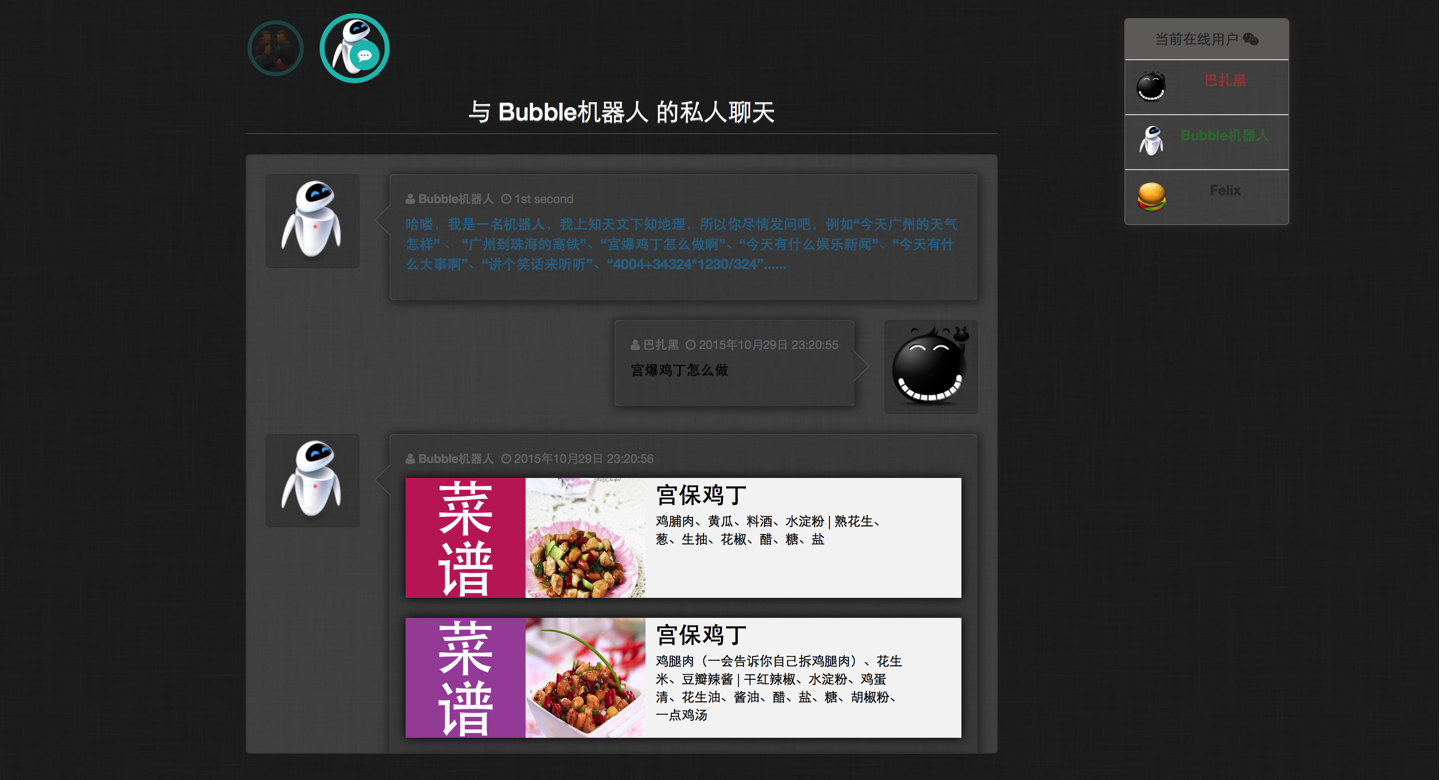 与 Bubble机器人 的私人聊天
Bubble机器人 1st second
哈喽，我是一名机器人，我上知天文下知地理，所以你尽情发问吧，例如“今天广州的天气
怎样” 、 “广州到珠海的高铁”、“宫爆鸡丁怎么做啊”、“今天有什么娱乐新闻”、“今天有什
么大事啊”、“讲个笑话来听听”、“4004+34324*1230/324”......
巴扎黑 2015年10月29日 23:20:55
宫爆鸡丁怎么做
Bubble机器人 2015年10月29日 23:20:56
菜
谱
宫保鸡丁
鸡脯肉、黄瓜、料酒、水淀粉 | 熟花生、
葱、生抽、花椒、醋、糖、盐
菜
谱
宫保鸡丁
鸡腿肉（一会告诉你自己拆鸡腿肉）、花生
米、豆瓣辣酱 | 干红辣椒、水淀粉、鸡蛋
清、花生油、酱油、醋、盐、糖、胡椒粉、
一点鸡汤
当前在线用户
巴扎黑
Bubble机器人
Felix